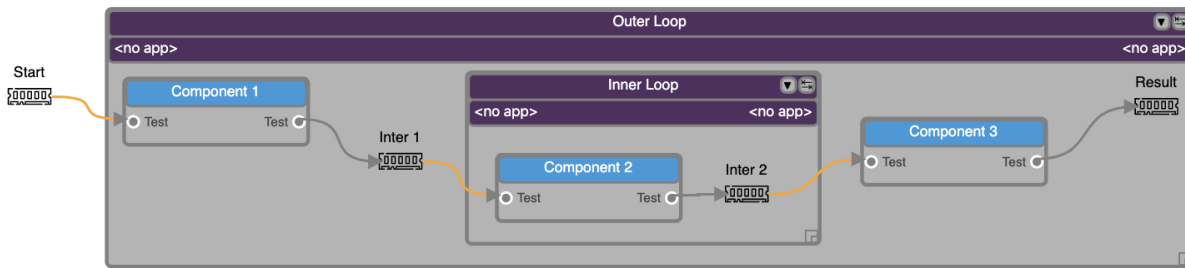 Outer Loop
<no app>
<no app>
Start
Component 1
Test
Test
Inter 1
Inner Loop
<no app>
<no app>
Component 2
Test
Test
Inter 2
Component 3
Test
Test
Result